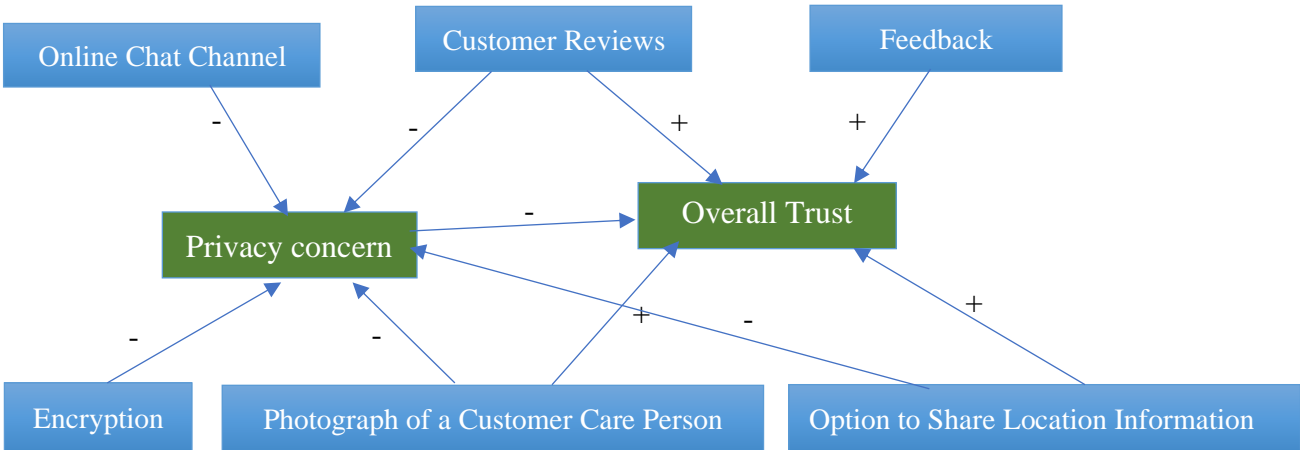 Online Chat Channel
Customer Reviews
Feedback
-
-
+
+
Privacy concern
-
Overall Trust
-
-
+
-
+
Encryption
Photograph of a Customer Care Person
Option to Share Location Information